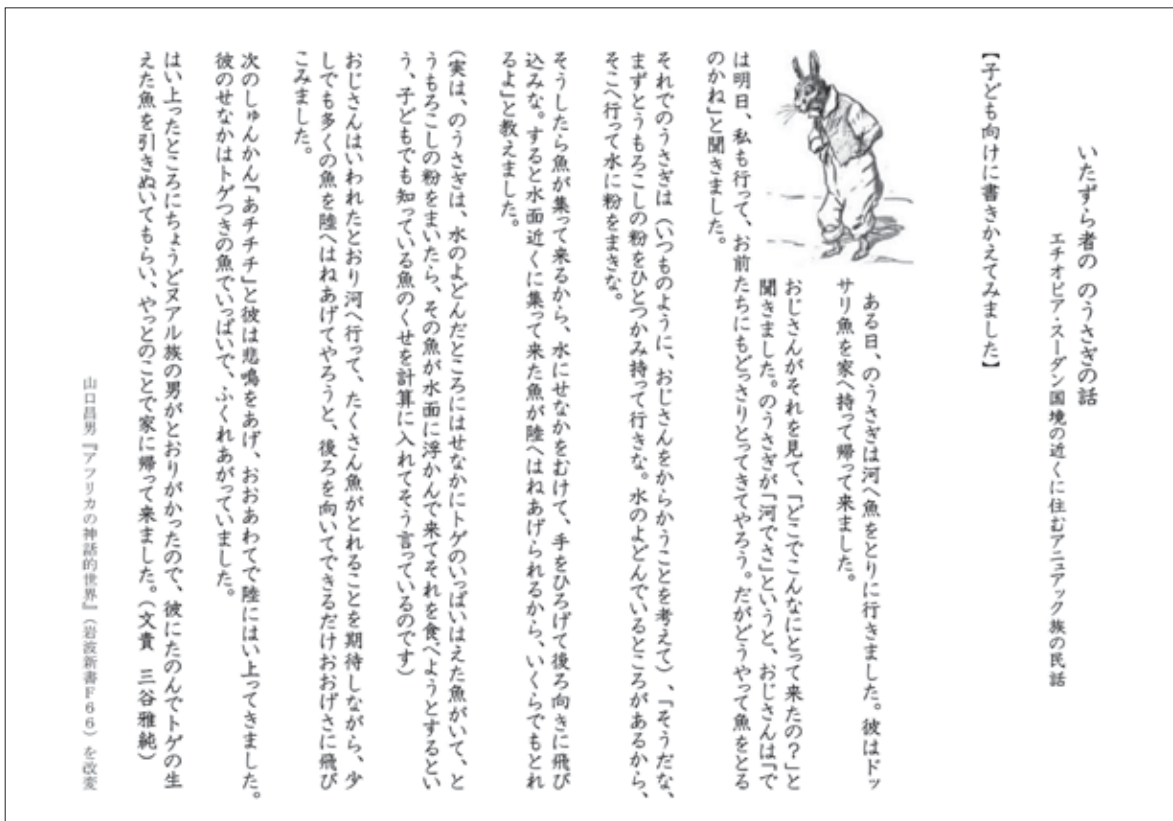 いたずら者の のうさぎの話
エチオピア・スーダン国境の近くに住むアニュアック族の民話
【子ども向けに書きかえてみました】
ある日、のうさぎは河へ魚をとりに行きました。彼はドッ
サリ魚を家へ持って帰って来ました。
おじさんがそれを見て、「どこでこんなにとって来たの?」と
聞きました。のうさぎが「河でさ」というと、おじさんは「で
は明日、私も行って、お前たちにもどっさりとってきてやろう。だがどうやって魚をとる
のかね」と聞きました。
それでのうさぎは(いつものように、おじさんをからかうことを考えて)、「そうだな、
まずとうもろこしの粉をひとつかみ持って行きな。水のよどんでいるところがあるから、
そこへ行って水に粉をまきな。
そうしたら魚が集って来るから、水にせなかをむけて、手をひろげて後ろ向きに飛び
込みな。すると水面近くに集って来た魚が陸へはねあげられるから、いくらでもとれ
るよ」と教えました。
(実は、のうさぎは、水のよどんだところにはせなかにトゲのいっぱいはえた魚がいて、と
うもろこしの粉をまいたら、その魚が水面に浮かんで来てそれを食べようとするとい
う、子どもでも知っている魚のくせを計算に入れてそう言っているのです)
おじさんはいわれたとおり河へ行って、たくさん魚がとれることを期待しながら、少
しでも多くの魚を陸へはねあげてやろうと、後ろを向いてできるだけおおげさに飛び
こみました。
次のしゅんかん「あチチチ」と彼は悲鳴をあげ、おおあわてで陸にはい上ってきました。
彼のせなかはトゲつきの魚でいっぱいで、ふくれあがっていました。
はい上ったところにちょうどヌアル族の男がとおりがかったので、彼にたのんでトゲの生
えた魚を引きぬいてもらい、やっとのことで家に帰って来ました。(文責 三谷雅純)
山口昌男『アフリカの神話的世界』(岩波新書F66)を改変